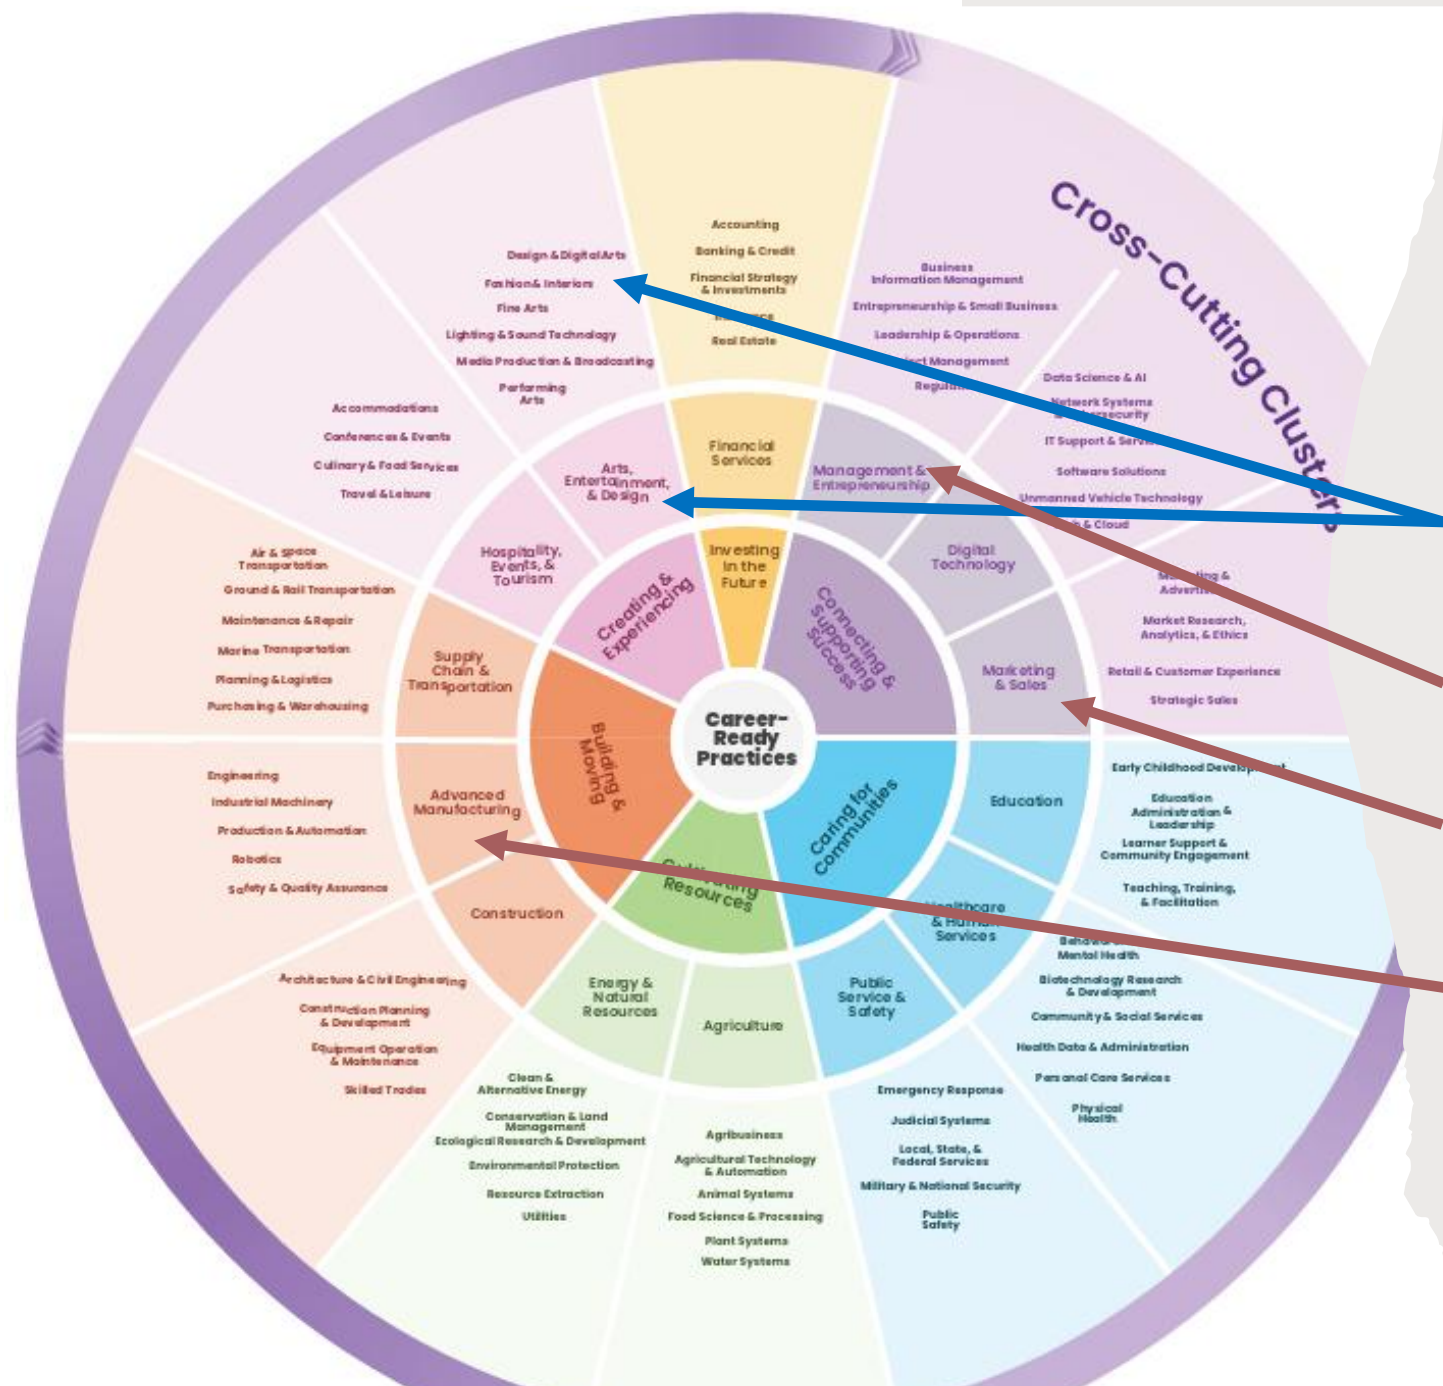 Cross-Cutting Clusters
Career-
Ready
Practices
Investing
in the
Future
Financial
Services
Accounting
Banking & Credit
Financial Strategy
& Investments
Real Estate
Connecting &
Supporting
Success
Management &
Entrepreneurship
Business
Information Management
Entrepreneurship & Small Business
Leadership & Operations
Management
Digital
Technology
Data Science & AI
Network Systems
IT Support &
Software Solutions
Unmanned Vehicle Technology
& Cloud
Marketing
& Sales
&
Market Research,
Analytics, & Ethics
Retail & Customer Experience
Strategic Sales
Caring for
Communities
Education
Early Childhood Development
Education
Administration &
Leadership
Learner Support &
Community Engagement
Teaching, Training,
& Facilitation
Healthcare
& Human
Services
Mental Health
Biotechnology Research
& Development
Community & Social Services
Health Data & Administration
Personal Care Services
Physical
Health
Public
Service &
Safety
Emergency Response
Judicial Systems
Local, State, &
Federal Services
Military & National Security
Public
Safety
Cultivating
Resources
Agriculture
Agribusiness
Agricultural Technology
& Automation
Animal Systems
Food Science & Processing
Plant Systems
Water Systems
Energy &
Natural
Resources
Clean &
Alternative Energy
Conservation & Land
Management
Ecological Research & Development
Environmental Protection
Resource Extraction
Utilities
Building &
Moving
Construction
Architecture & Civil Engineering
Construction Planning
& Development
Equipment Operation
& Maintenance
Skilled Trades
Advanced
Manufacturing
Engineering
Industrial Machinery
Production & Automation
Robotics
Safety & Quality Assurance
Supply
Chain &
Transportation
Air & Space
Transportation
Ground & Rail Transportation
Maintenance & Repair
Marine Transportation
Planning & Logistics
Purchasing & Warehousing
Creating &
Experiencing
Hospitality,
Events, &
Tourism
Accommodations
Conferences & Events
Culinary & Food Services
Travel & Leisure
Arts,
Entertainment,
& Design
Design & Digital Arts
Fashion & Interiors
Fine Arts
Lighting & Sound Technology
Media Production & Broadcasting
Performing
Arts